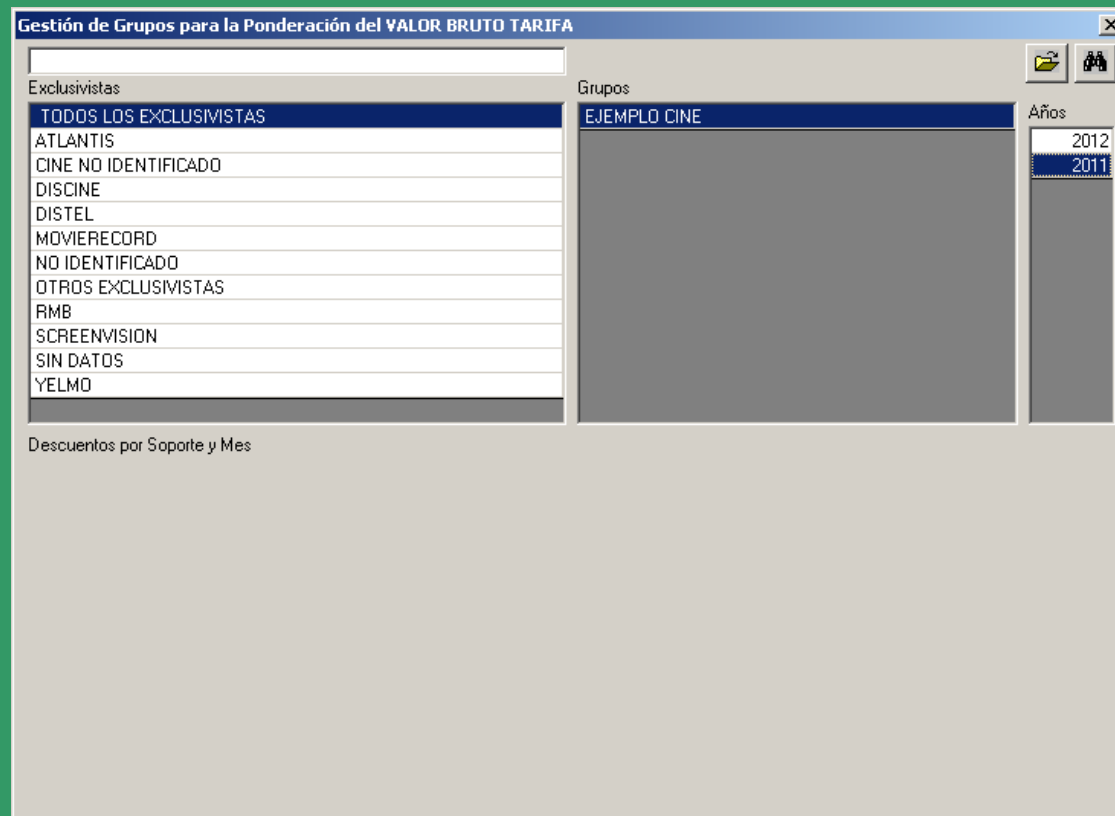 Gestión de Grupos para la Ponderación del VALOR BRUTO TARIFA
Exclusivistas
Grupos
Años
TODOS LOS EXCLUSIVISTAS
ATLANTIS
CINE NO IDENTIFICADO
DISCINE
DISTEL
MOVIERECORD
NO IDENTIFICADO
OTROS EXCLUSIVISTAS
RMB
SCREENVISION
SIN DATOS
YELMO
EJEMPLO CINE
2012
2011
Descuentos por Soporte y Mes